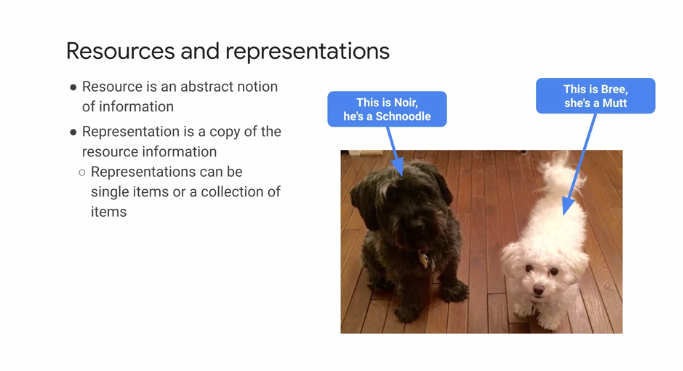 Resources and representations
● Resource is an abstract notion
of information
● Representation is a copy of the
resource information
○ Representations can be
single items or a collection of
items
This is Noir,
he's a Schnoodle
This is Bree,
she's a Mutt